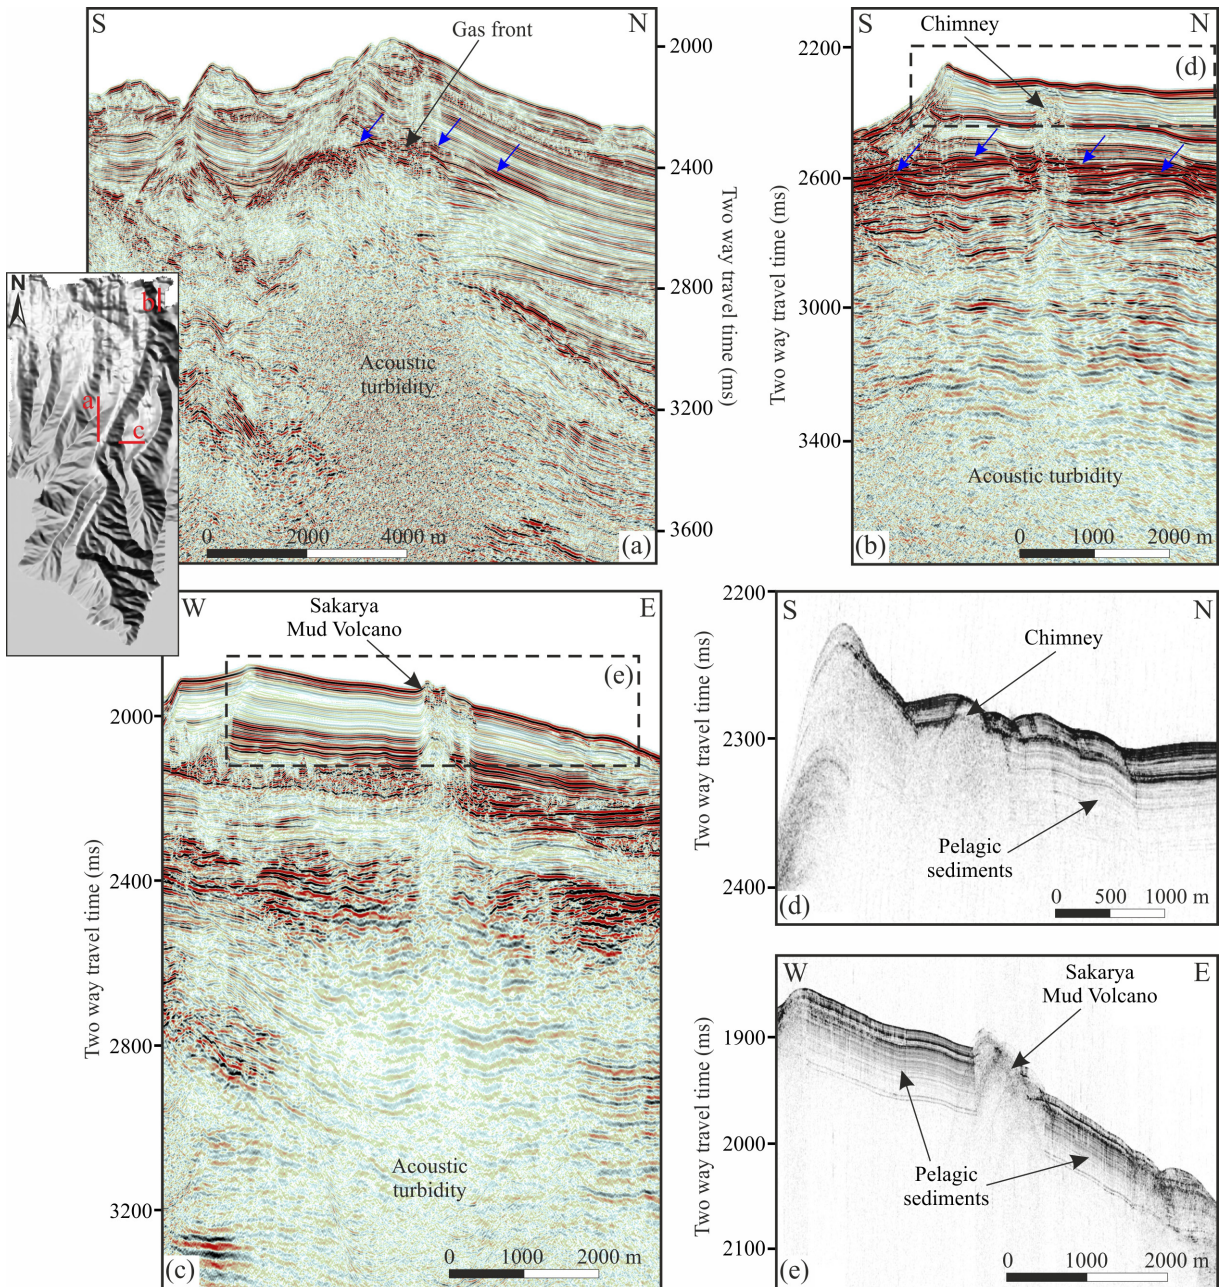 S
N
Gas front
2000
2400
2800
3200
3600
Two way travel time (ms)
Acoustic
turbidity
0
2000
4000 m
(a)
S
N
Chimney
(d)
2200
2600
3000
3400
Two way travel time (ms)
Acoustic turbidity
0
1000
2000 m
(b)
N
b
a
c
W
E
Sakarya
Mud Volcano
(e)
2000
2400
2800
3200
Two way travel time (ms)
Acoustic
turbidity
0
1000
2000 m
(c)
S
N
Chimney
2200
2300
2400
Two way travel time (ms)
Pelagic
sediments
0
500
1000 m
(d)
W
E
Sakarya
Mud Volcano
1900
2000
2100
Two way travel time (ms)
Pelagic
sediments
0
1000
2000 m
(e)